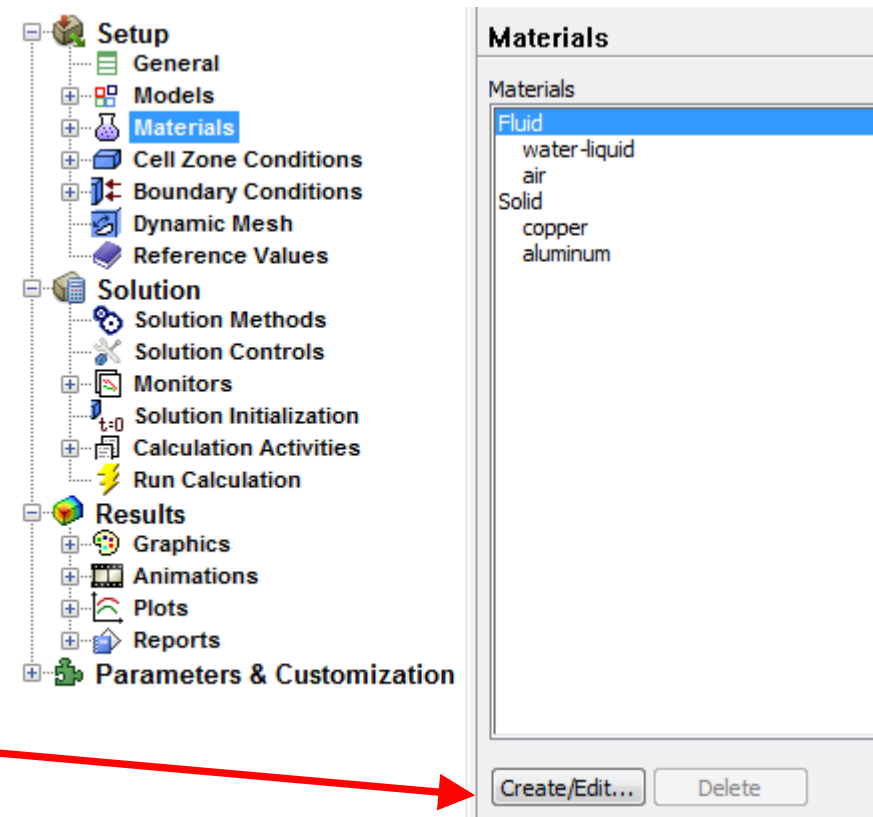 Setup
General
Models
Materials
Cell Zone Conditions
Boundary Conditions
Dynamic Mesh
Reference Values
Solution
Solution Methods
Solution Controls
Monitors
t=0 Solution Initialization
Calculation Activities
Run Calculation
Results
Graphics
Animations
Plots
Reports
Parameters & Customization
Materials
Materials
Fluid
water-liquid
air
Solid
copper
aluminum
Create/Edit... Delete